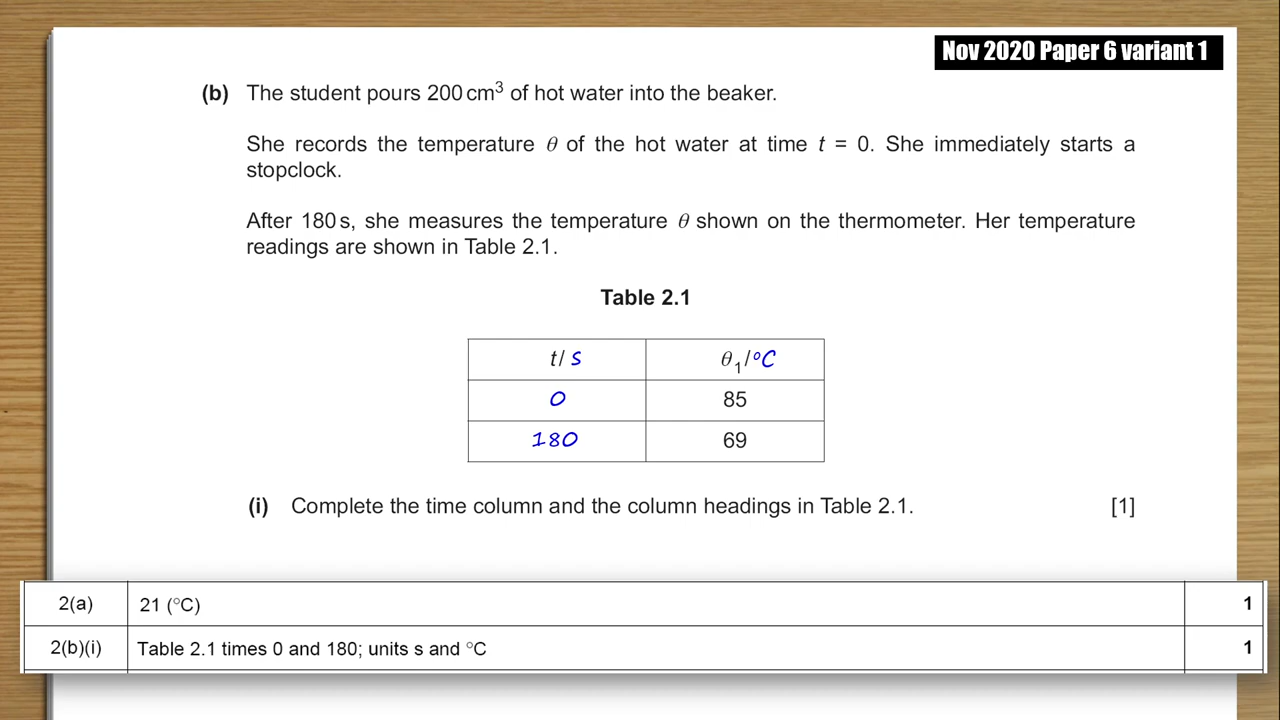 Nov 2020 Paper 6 variant 1
(b) The student pours 200 cm³ of hot water into the beaker.
She records the temperature θ of the hot water at time t = 0. She immediately starts a
stopclock.
After 180 s, she measures the temperature θ shown on the thermometer. Her temperature
readings are shown in Table 2.1.
Table 2.1
t/ s θ₁/°C
0 85
180 69
(i) Complete the time column and the column headings in Table 2.1. [1]
2(a) 21 (°C) 1
2(b)(i) Table 2.1 times 0 and 180; units s and °C 1